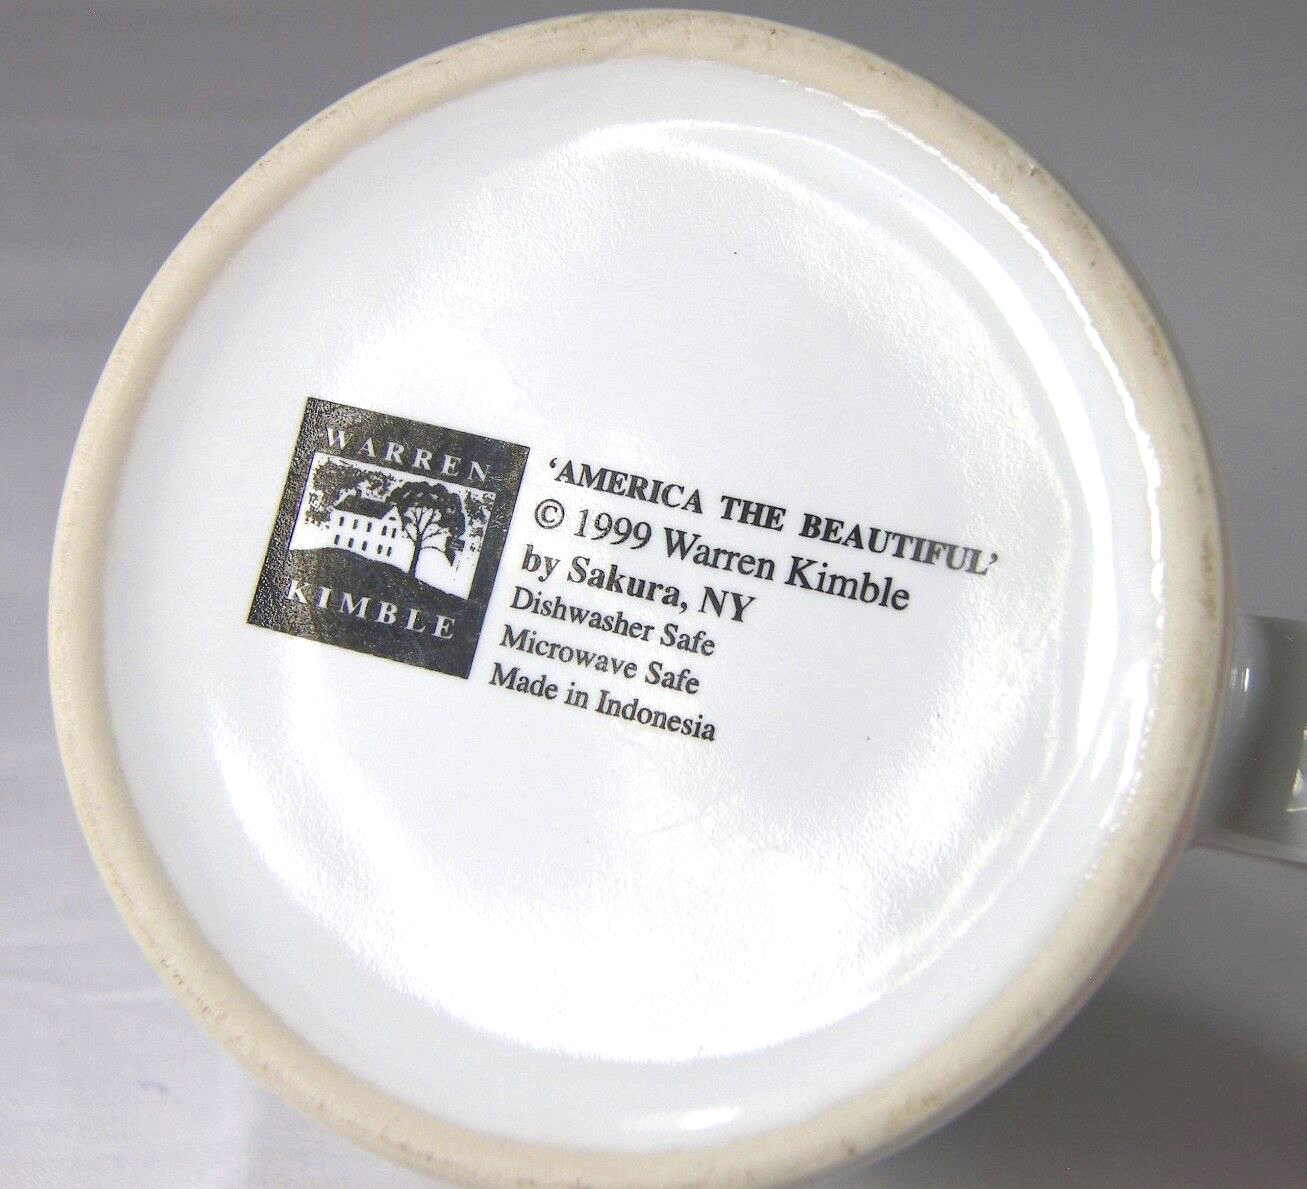 WARREN
KIMBLE
‘AMERICA THE BEAUTIFUL’
© 1999 Warren Kimble
by Sakura, NY
Dishwasher Safe
Microwave Safe
Made in Indonesia